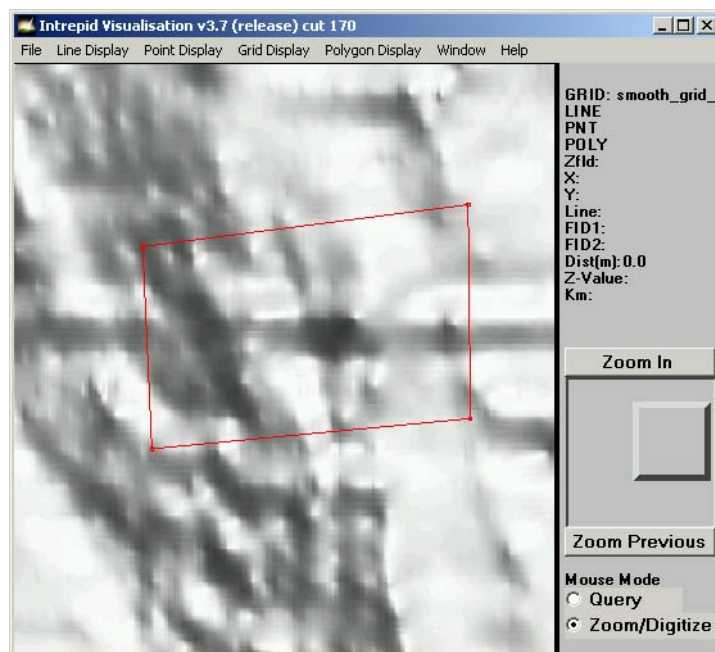 Intrepid Visualisation v3.7 (release) cut 170
File Line Display Point Display Grid Display Polygon Display Window Help
GRID: smooth_grid_
LINE
PNT
POLY
Zfld:
X:
Y:
Line:
FID1:
FID2:
Dist(m): 0.0
Z-Value:
Km:
Zoom In
Zoom Previous
Mouse Mode
Query
Zoom/Digitize